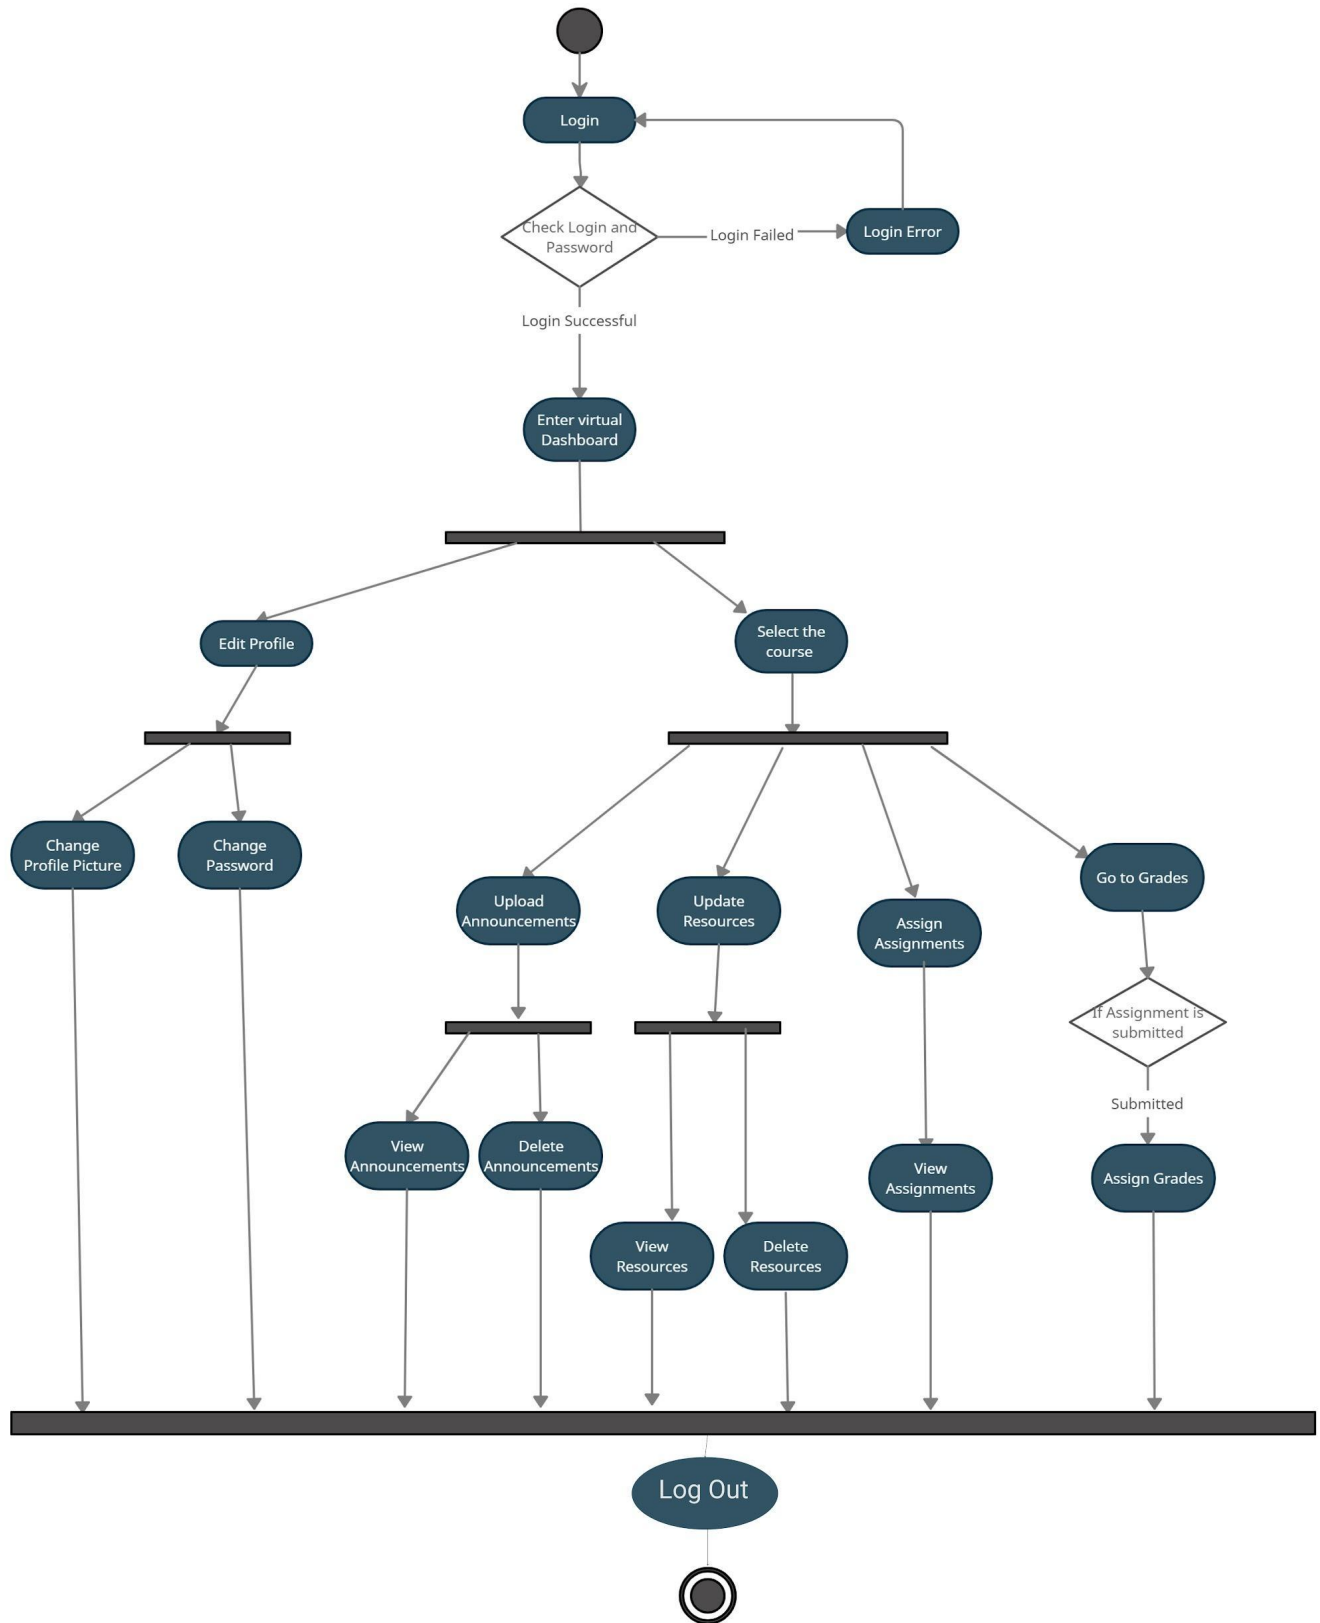 Login
Check Login and
Password
Login Failed
Login Error
Login Successful
Enter virtual
Dashboard
Edit Profile
Select the
course
Change
Profile Picture
Change
Password
Upload
Announcements
Update
Resources
Assign
Assignments
Go to Grades
If Assignment is
submitted
Submitted
View
Announcements
Delete
Announcements
View
Assignments
Assign Grades
View
Resources
Delete
Resources
Log Out